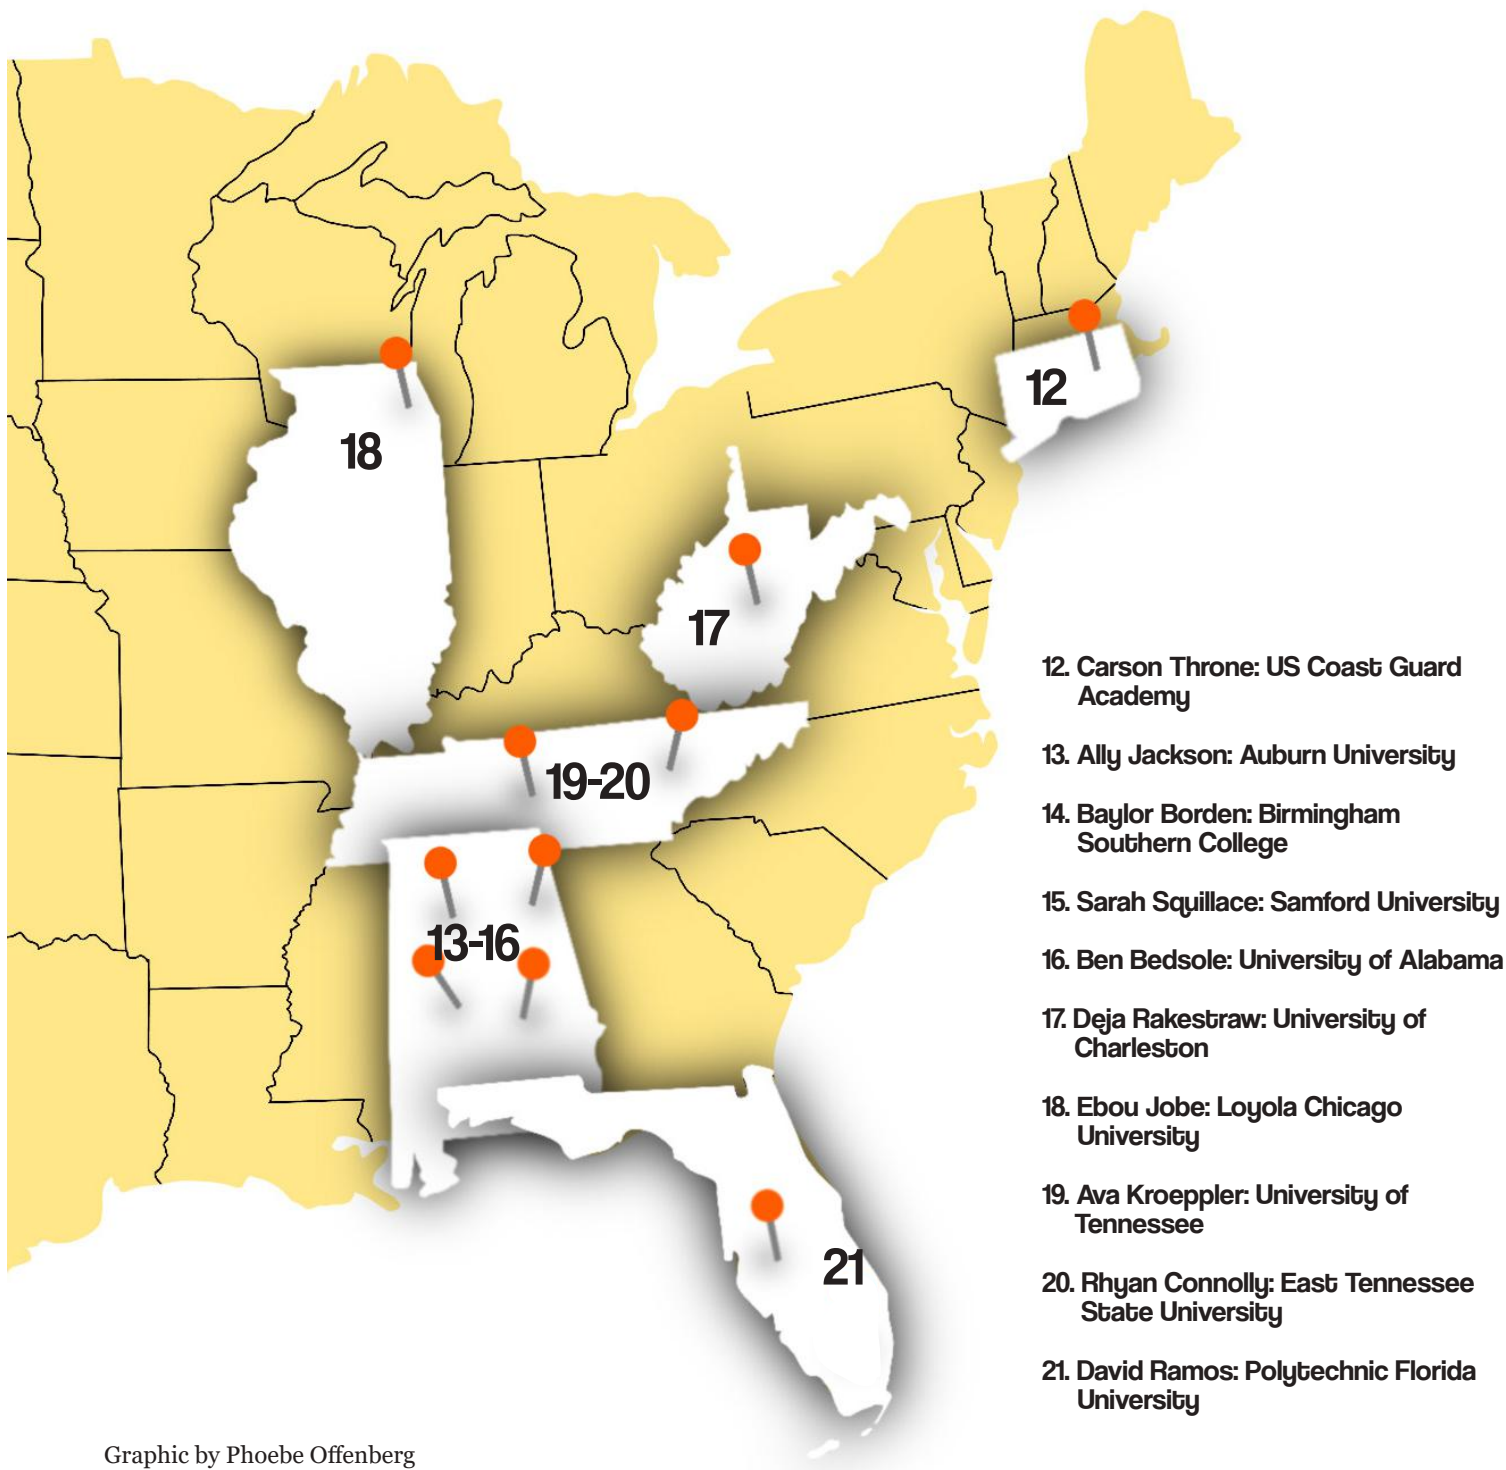 12
18
17
19-20
13-16
21
12. Carson Throne: US Coast Guard
Academy
13. Ally Jackson: Auburn University
14. Baylor Borden: Birmingham
Southern College
15. Sarah Squillace: Samford University
16. Ben Bedsole: University of Alabama
17. Deja Rakestraw: University of
Charleston
18. Ebou Jobe: Loyola Chicago
University
19. Ava Kroeppler: University of
Tennessee
20. Rhyan Connolly: East Tennessee
State University
21. David Ramos: Polytechnic Florida
University
Graphic by Phoebe Offenberg